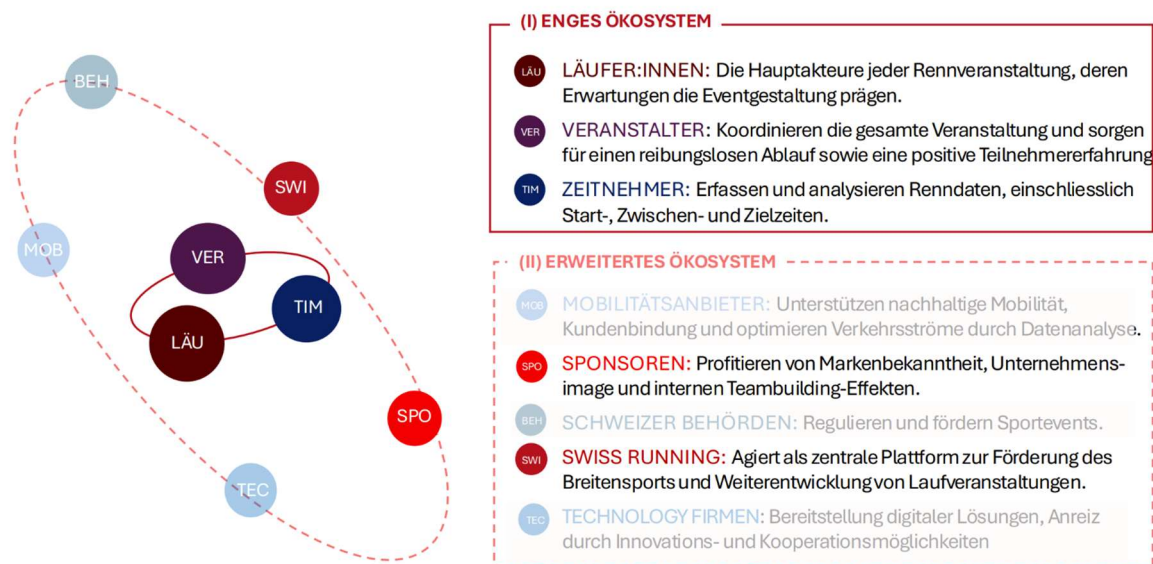 BEH
SWI
MOB
VER
TIM
LÄU
SPO
TEC
(I) ENGES ÖKOSYSTEM
LÄU LÄUFER:INNEN: Die Hauptakteure jeder Rennveranstaltung, deren
Erwartungen die Eventgestaltung prägen.
VER VERANSTALTER: Koordinieren die gesamte Veranstaltung und sorgen
für einen reibungslosen Ablauf sowie eine positive Teilnehmererfahrung
TIM ZEITNEHMER: Erfassen und analysieren Renndaten, einschliesslich
Start-, Zwischen- und Zielzeiten.
(II) ERWEITERTES ÖKOSYSTEM
MOB MOBILITÄTSANBIETER: Unterstützen nachhaltige Mobilität,
Kundenbindung und optimieren Verkehrsströme durch Datenanalyse.
SPO SPONSOREN: Profitieren von Markenbekanntheit, Unternehmens-
image und internen Teambuilding-Effekten.
BEH SCHWEIZER BEHÖRDEN: Regulieren und fördern Sportevents.
SWI SWISS RUNNING: Agiert als zentrale Plattform zur Förderung des
Breitensports und Weiterentwicklung von Laufveranstaltungen.
TEC TECHNOLOGY FIRMEN: Bereitstellung digitaler Lösungen, Anreiz
durch Innovations- und Kooperationsmöglichkeiten